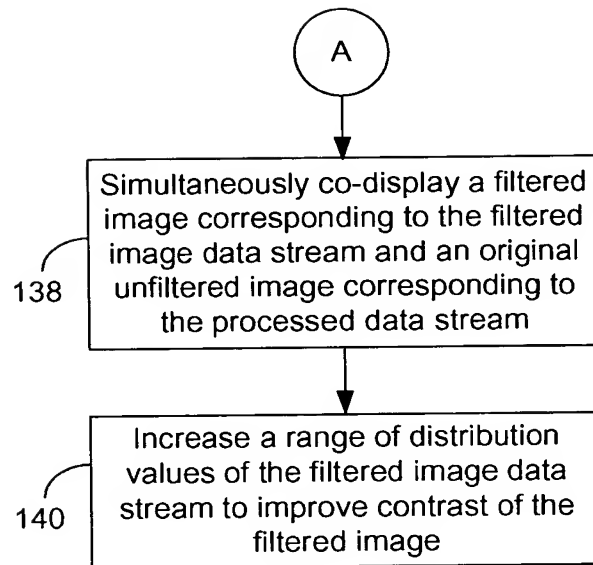 A
Simultaneously co-display a filtered
image corresponding to the filtered
image data stream and an original
unfiltered image corresponding to
the processed data stream
138
Increase a range of distribution
values of the filtered image data
stream to improve contrast of the
filtered image
140